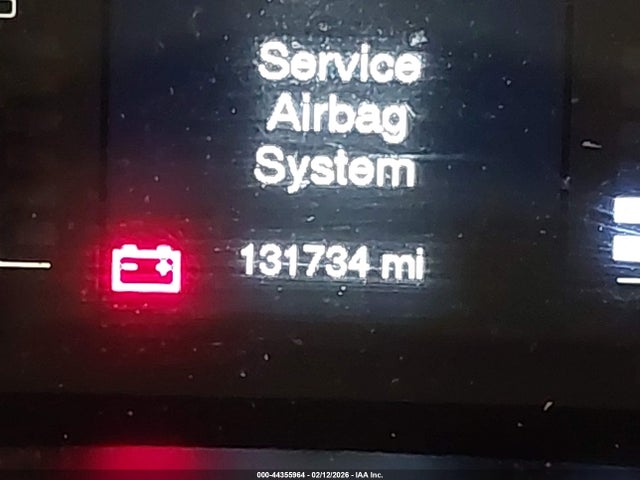 Service
Airbag
System
131734 mi
000-44355964 - 02/12/2026 - IAA Inc.